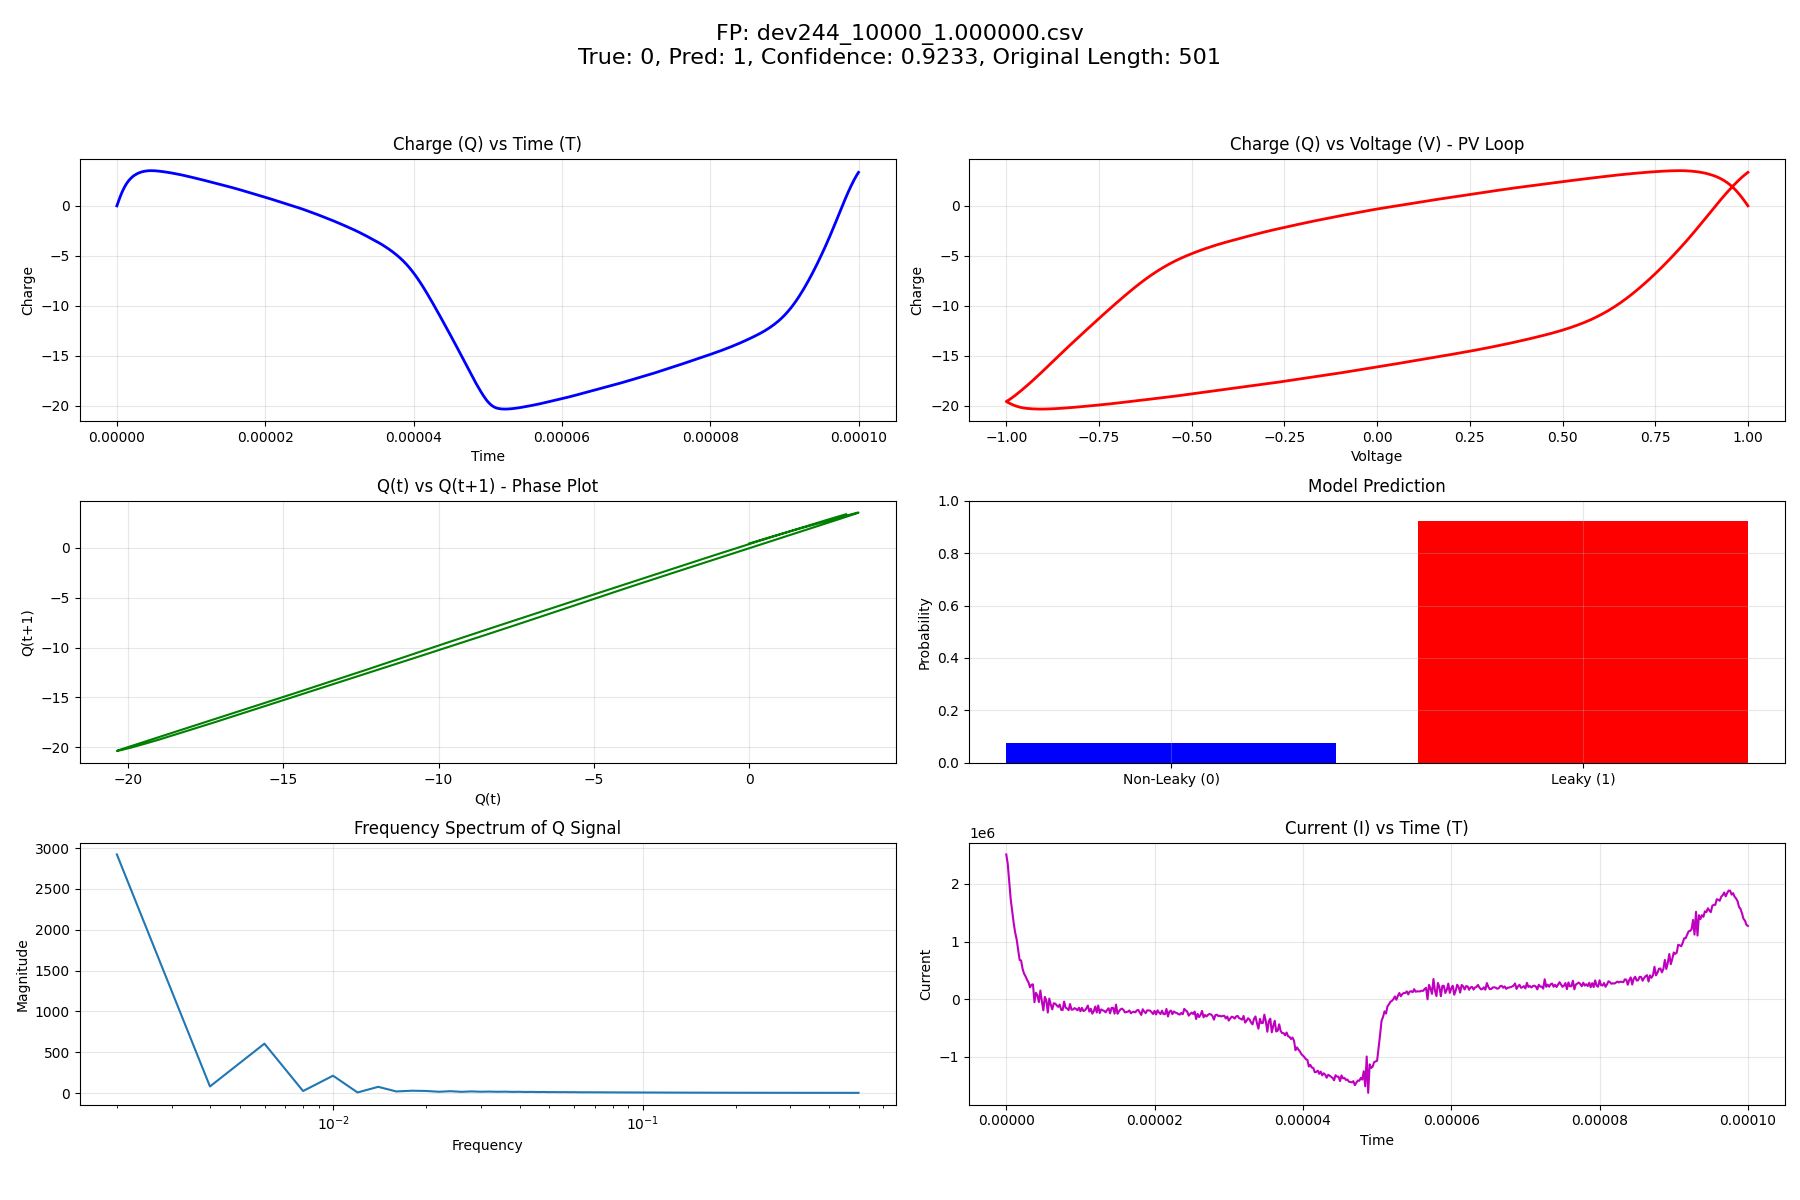 FP: dev244_10000_1.000000.csv
True: 0, Pred: 1, Confidence: 0.9233, Original Length: 501
Charge (Q) vs Time (T)
Charge
0
−5
−10
−15
−20
0.00000 0.00002 0.00004 0.00006 0.00008 0.00010
Time
Charge (Q) vs Voltage (V) - PV Loop
Charge
0
−5
−10
−15
−20
−1.00 −0.75 −0.50 −0.25 0.00 0.25 0.50 0.75 1.00
Voltage
Q(t) vs Q(t+1) - Phase Plot
Q(t+1)
0
−5
−10
−15
−20
−20 −15 −10 −5 0
Q(t)
Model Prediction
Probability
1.0
0.8
0.6
0.4
0.2
0.0
Non-Leaky (0) Leaky (1)
Frequency Spectrum of Q Signal
Magnitude
3000
2500
2000
1500
1000
500
0
10⁻² 10⁻¹
Frequency
Current (I) vs Time (T)
1e6
Current
2
1
0
−1
0.00000 0.00002 0.00004 0.00006 0.00008 0.00010
Time